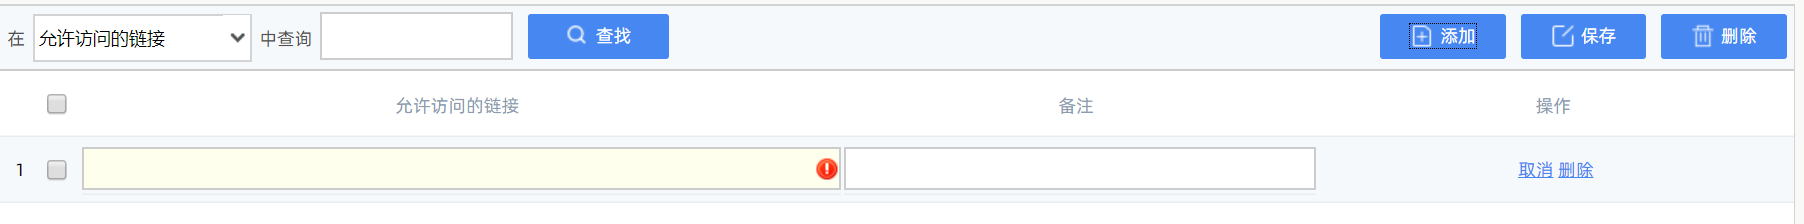 在 允许访问的链接 中查询 查找 添加 保存 删除
允许访问的链接 备注 操作
1 取消 删除